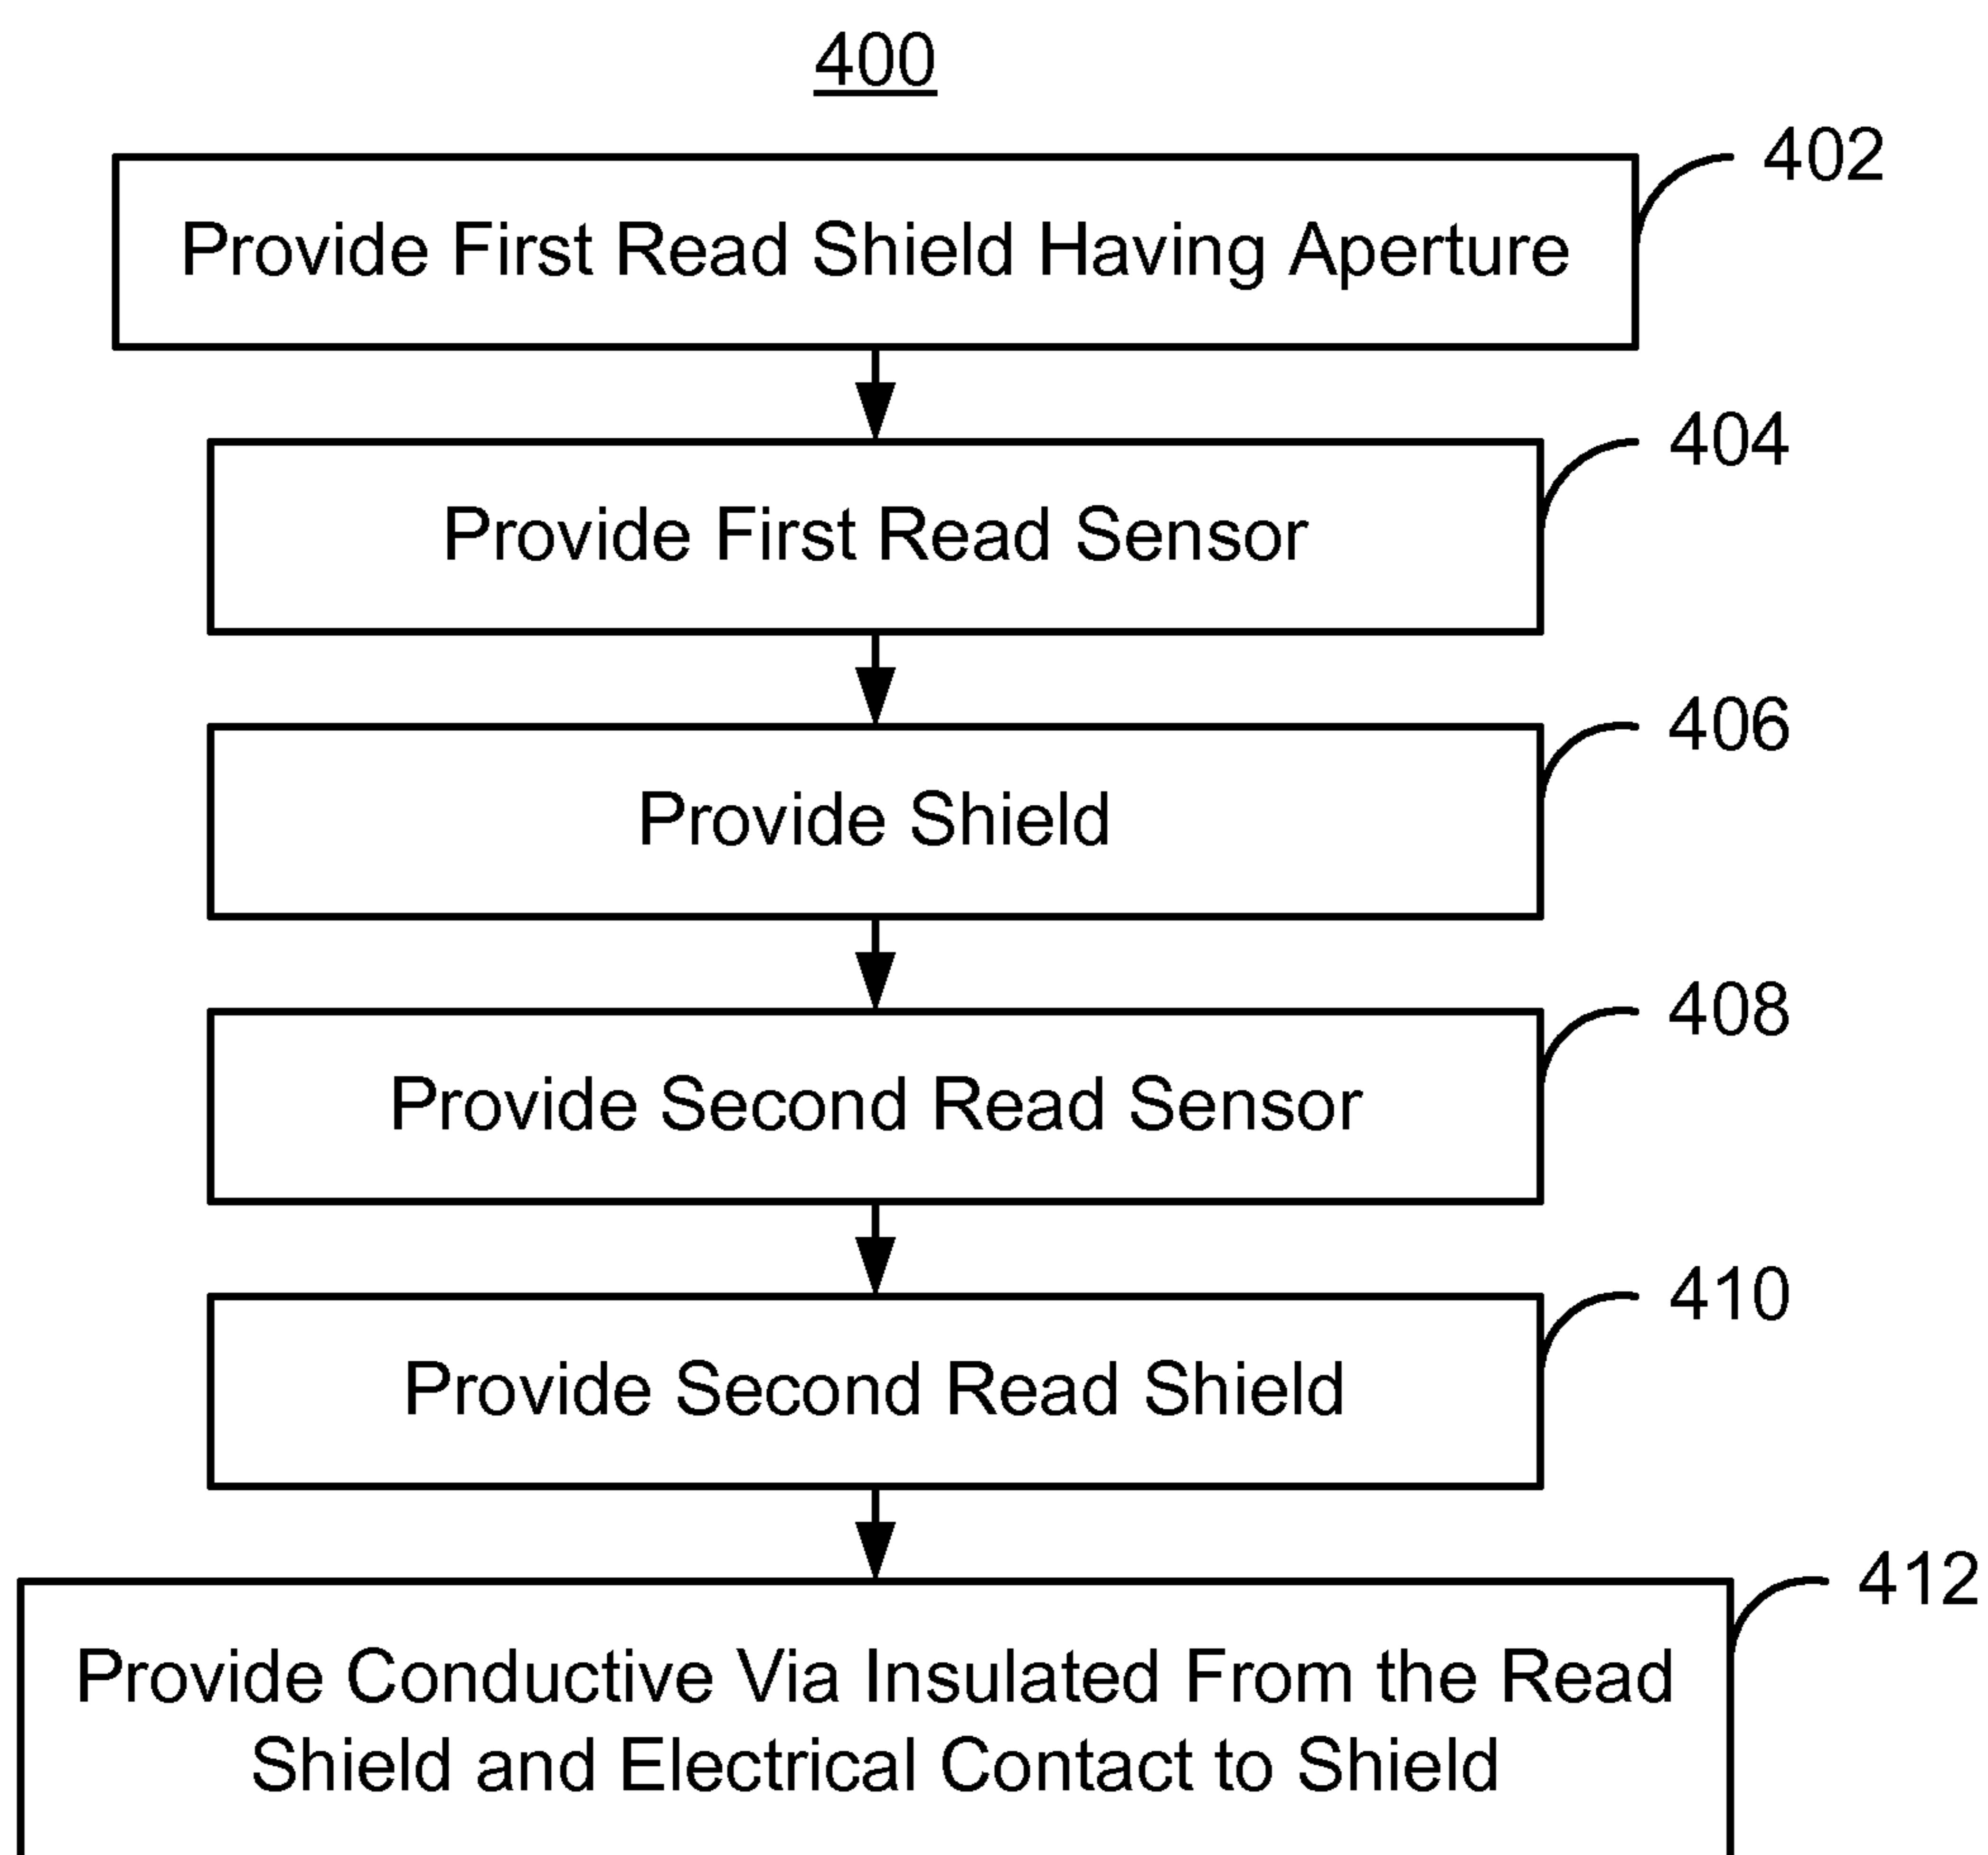 400
402
Provide First Read Shield Having Aperture
404
Provide First Read Sensor
406
Provide Shield
408
Provide Second Read Sensor
410
Provide Second Read Shield
412
Provide Conductive Via Insulated From the Read
Shield and Electrical Contact to Shield